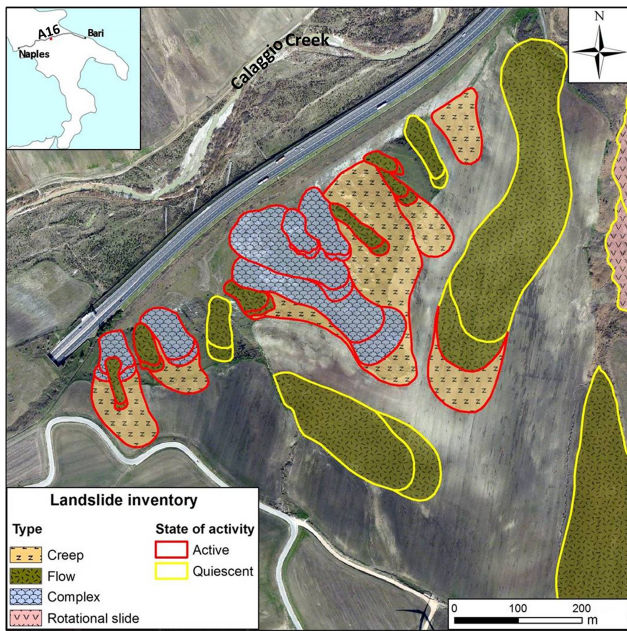 A16
Bari
Naples
Calaggio Creek
N
Landslide inventory
Type
State of activity
Creep
Flow
Complex
Rotational slide
Active
Quiescent
0 100 200
m